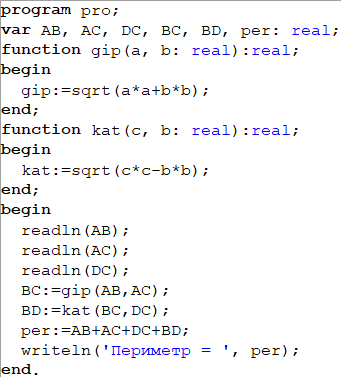 program pro;
var AB, AC, DC, BC, BD, per: real;
function gip(a, b: real):real;
begin
gip:=sqrt(a*a+b*b);
end;
function kat(c, b: real):real;
begin
kat:=sqrt(c*c-b*b);
end;
begin
readln(AB);
readln(AC);
readln(DC);
BC:=gip(AB,AC);
BD:=kat(BC,DC);
per:=AB+AC+DC+BD;
writeln('Периметр = ', per);
end.